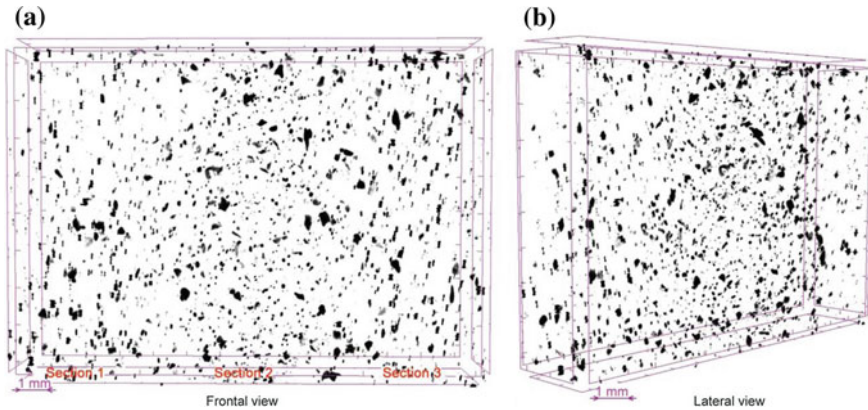 (a)
(b)
Section 1
Section 2
Section 3
1 mm
Frontal view
1 mm
Lateral view